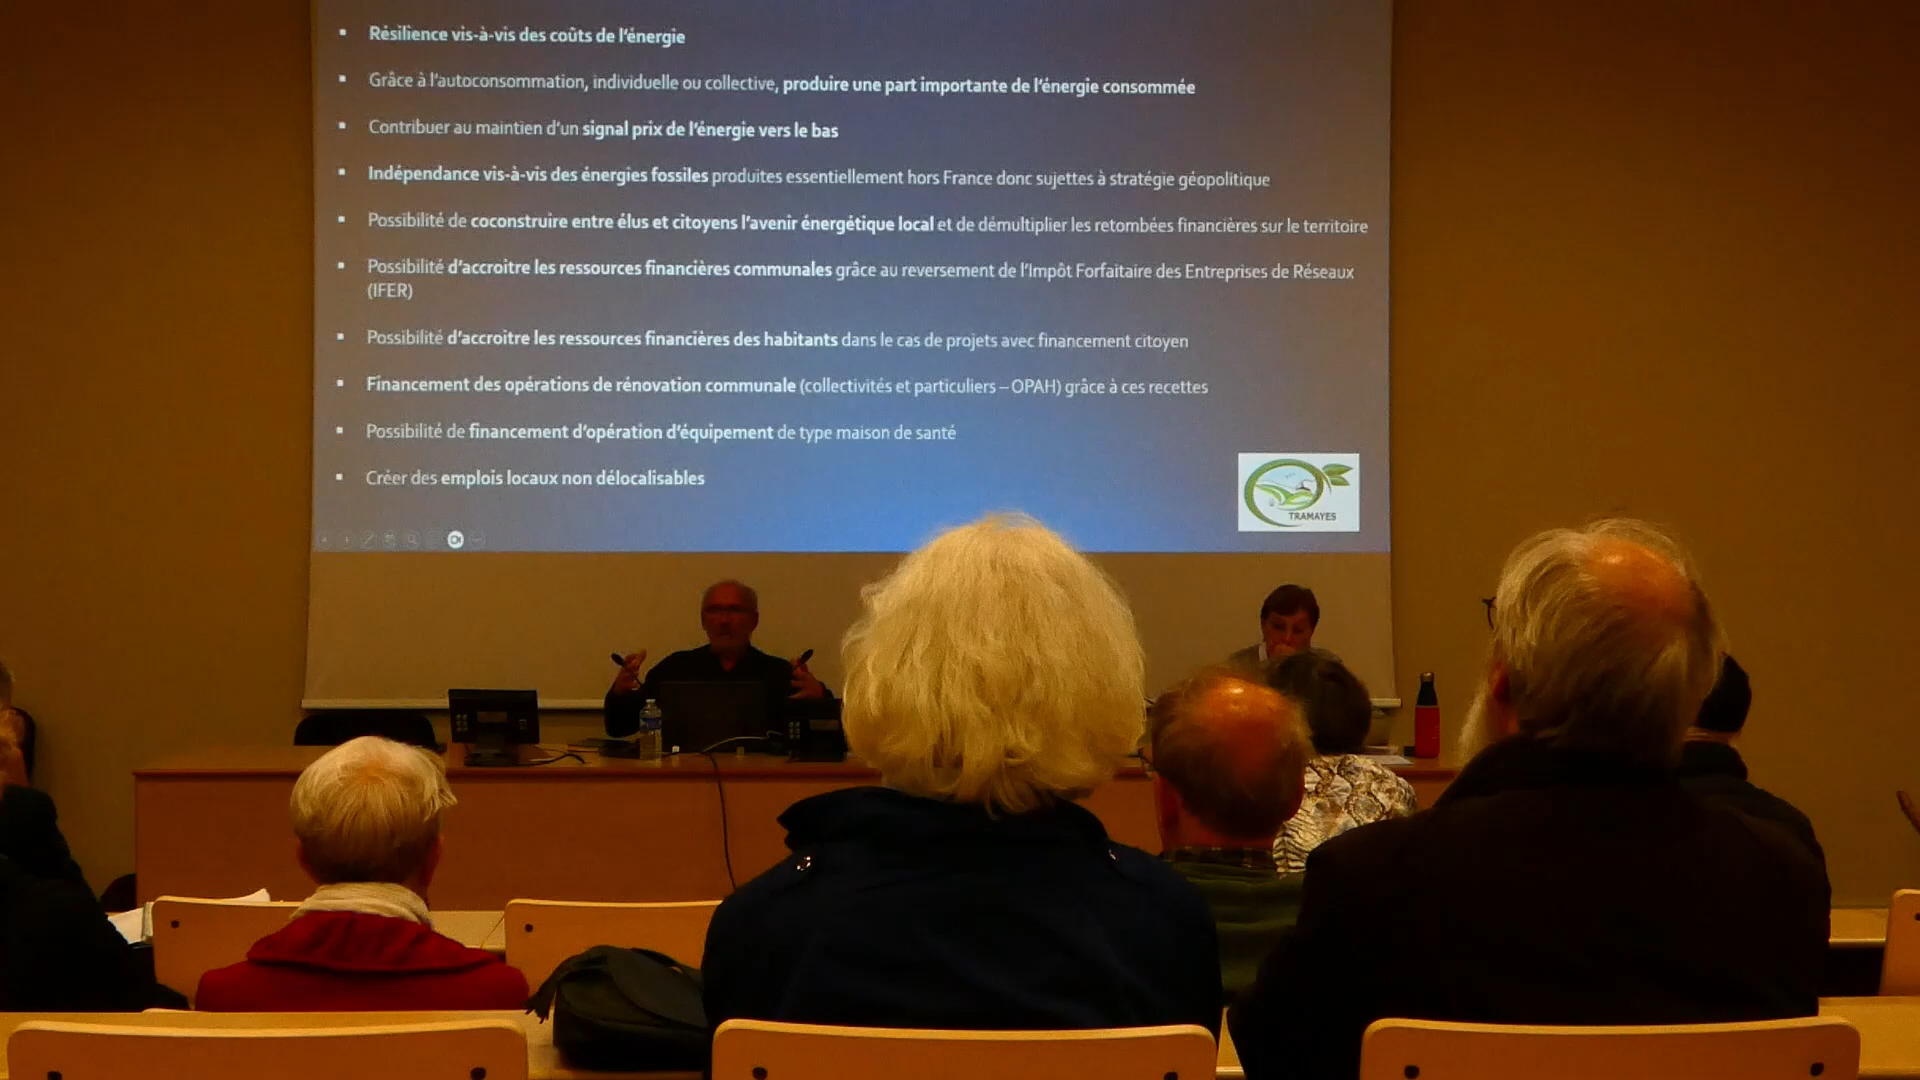 Résilience vis-à-vis des coûts de l'énergie
Grâce à l'autoconsommation, individuelle ou collective, produire une part importante de l'énergie consommée
Contribuer au maintien d'un signal prix de l'énergie vers le bas
Indépendance vis-à-vis des énergies fossiles produites essentiellement hors France donc sujettes à stratégie géopolitique
Possibilité de coconstruire entre élus et citoyens l'avenir énergétique local et de démultiplier les retombées financières sur le territoire
Possibilité d'accroitre les ressources financières communales grâce au reversement de l'Impôt Forfaitaire des Entreprises de Réseaux
(IFER)
Possibilité d'accroitre les ressources financières des habitants dans le cas de projets avec financement citoyen
Financement des opérations de rénovation communale (collectivités et particuliers – OPAH) grâce à ces recettes
Possibilité de financement d'opération d'équipement de type maison de santé
Créer des emplois locaux non délocalisables
TRAMAYES